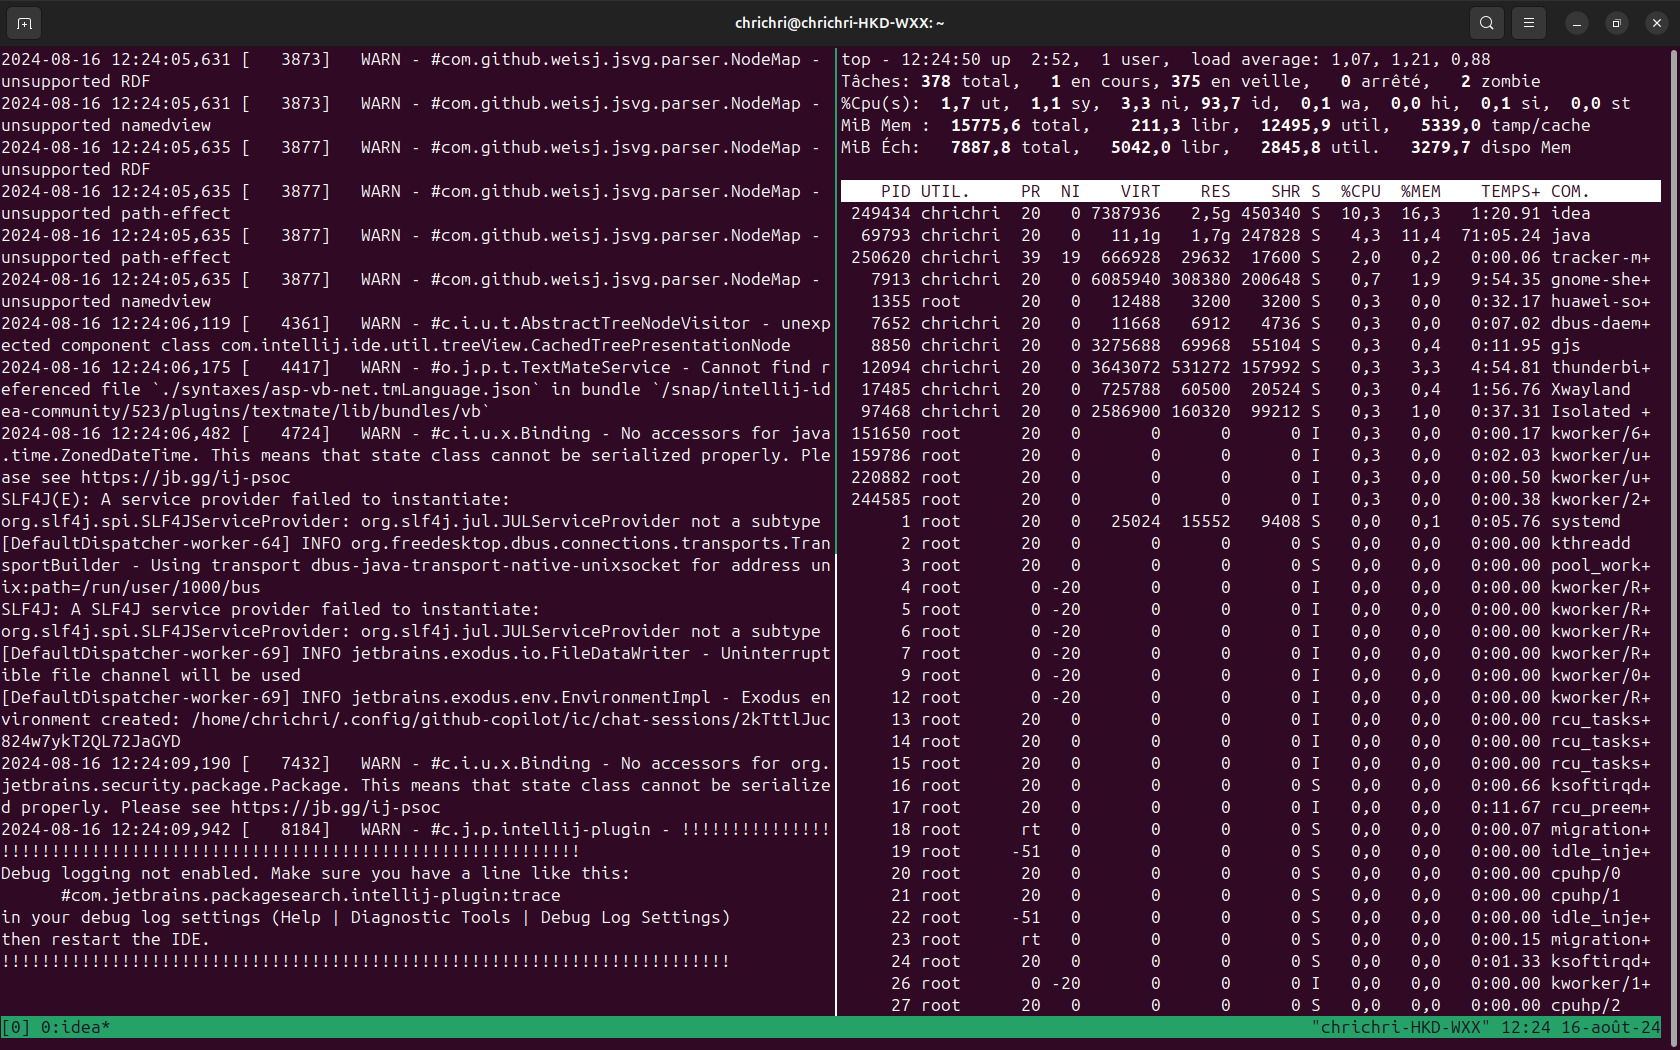 chrichri@chrichri-HKD-WXX: ~
2024-08-16 12:24:05,631 [   3873]   WARN - #com.github.weisj.jsvg.parser.NodeMap -
unsupported RDF
2024-08-16 12:24:05,631 [   3873]   WARN - #com.github.weisj.jsvg.parser.NodeMap -
unsupported namedview
2024-08-16 12:24:05,635 [   3877]   WARN - #com.github.weisj.jsvg.parser.NodeMap -
unsupported RDF
2024-08-16 12:24:05,635 [   3877]   WARN - #com.github.weisj.jsvg.parser.NodeMap -
unsupported path-effect
2024-08-16 12:24:05,635 [   3877]   WARN - #com.github.weisj.jsvg.parser.NodeMap -
unsupported path-effect
2024-08-16 12:24:05,635 [   3877]   WARN - #com.github.weisj.jsvg.parser.NodeMap -
unsupported namedview
2024-08-16 12:24:06,119 [   4361]   WARN - #c.i.u.t.AbstractTreeNodeVisitor - unexp
ected component class com.intellij.ide.util.treeView.CachedTreePresentationNode
2024-08-16 12:24:06,175 [   4417]   WARN - #o.j.p.t.TextMateService - Cannot find r
eferenced file `./syntaxes/asp-vb-net.tmLanguage.json` in bundle `/snap/intellij-id
ea-community/523/plugins/textmate/lib/bundles/vb`
2024-08-16 12:24:06,482 [   4724]   WARN - #c.i.u.x.Binding - No accessors for java
.time.ZonedDateTime. This means that state class cannot be serialized properly. Ple
ase see https://jb.gg/ij-psoc
SLF4J(E): A service provider failed to instantiate:
org.slf4j.spi.SLF4JServiceProvider: org.slf4j.jul.JULServiceProvider not a subtype
[DefaultDispatcher-worker-64] INFO org.freedesktop.dbus.connections.transports.Tran
sportBuilder - Using transport dbus-java-transport-native-unixsocket for address un
ix:path=/run/user/1000/bus
SLF4J: A SLF4J service provider failed to instantiate:
org.slf4j.spi.SLF4JServiceProvider: org.slf4j.jul.JULServiceProvider not a subtype
[DefaultDispatcher-worker-69] INFO jetbrains.exodus.io.FileDataWriter - Uninterrupt
ible file channel will be used
[DefaultDispatcher-worker-69] INFO jetbrains.exodus.env.EnvironmentImpl - Exodus en
vironment created: /home/chrichri/.config/github-copilot/ic/chat-sessions/2kTttlJuc
824w7ykT2QL72JaGYD
2024-08-16 12:24:09,190 [   7432]   WARN - #c.i.u.x.Binding - No accessors for org.
jetbrains.security.package.Package. This means that state class cannot be serialize
d properly. Please see https://jb.gg/ij-psoc
2024-08-16 12:24:09,942 [   8184]   WARN - #c.j.p.intellij-plugin - !!!!!!!!!!!!!!!
!!!!!!!!!!!!!!!!!!!!!!!!!!!!!!!!!!!!!!!!!!!!!!!!!!!!!!!!!!
Debug logging not enabled. Make sure you have a line like this:
      #com.jetbrains.packagesearch.intellij-plugin:trace
in your debug log settings (Help | Diagnostic Tools | Debug Log Settings)
then restart the IDE.
!!!!!!!!!!!!!!!!!!!!!!!!!!!!!!!!!!!!!!!!!!!!!!!!!!!!!!!!!!!!!!!!!!!!!!!!!
top - 12:24:50 up  2:52,  1 user,  load average: 1,07, 1,21, 0,88
Tâches: 378 total,   1 en cours, 375 en veille,   0 arrêté,   2 zombie
%Cpu(s):  1,7 ut,  1,1 sy,  3,3 ni, 93,7 id,  0,1 wa,  0,0 hi,  0,1 si,  0,0 st
MiB Mem :  15775,6 total,    211,3 libr,  12495,9 util,   5339,0 tamp/cache
MiB Éch:   7887,8 total,   5042,0 libr,   2845,8 util.   3279,7 dispo Mem
PID UTIL.     PR  NI    VIRT    RES    SHR S  %CPU  %MEM    TEMPS+ COM.
249434 chrichri  20   0 7387936   2,5g 450340 S  10,3  16,3   1:20.91 idea
69793 chrichri  20   0   11,1g   1,7g 247828 S   4,3  11,4  71:05.24 java
250620 chrichri  39  19  666928  29632  17600 S   2,0   0,2   0:00.06 tracker-m+
7913 chrichri  20   0 6085940 308380 200648 S   0,7   1,9   9:54.35 gnome-she+
1355 root      20   0   12488   3200   3200 S   0,3   0,0   0:32.17 huawei-so+
7652 chrichri  20   0   11668   6912   4736 S   0,3   0,0   0:07.02 dbus-daem+
8850 chrichri  20   0 3275688  69968  55104 S   0,3   0,4   0:11.95 gjs
12094 chrichri  20   0 3643072 531272 157992 S   0,3   3,3   4:54.81 thunderbi+
17485 chrichri  20   0  725788  60500  20524 S   0,3   0,4   1:56.76 Xwayland
97468 chrichri  20   0 2586900 160320  99212 S   0,3   1,0   0:37.31 Isolated +
151650 root      20   0       0      0      0 I   0,3   0,0   0:00.17 kworker/6+
159786 root      20   0       0      0      0 I   0,3   0,0   0:02.03 kworker/u+
220882 root      20   0       0      0      0 I   0,3   0,0   0:00.50 kworker/u+
244585 root      20   0       0      0      0 I   0,3   0,0   0:00.38 kworker/2+
1 root      20   0   25024  15552   9408 S   0,0   0,1   0:05.76 systemd
2 root      20   0       0      0      0 S   0,0   0,0   0:00.00 kthreadd
3 root      20   0       0      0      0 S   0,0   0,0   0:00.00 pool_work+
4 root       0 -20       0      0      0 I   0,0   0,0   0:00.00 kworker/R+
5 root       0 -20       0      0      0 I   0,0   0,0   0:00.00 kworker/R+
6 root       0 -20       0      0      0 I   0,0   0,0   0:00.00 kworker/R+
7 root       0 -20       0      0      0 I   0,0   0,0   0:00.00 kworker/R+
9 root       0 -20       0      0      0 I   0,0   0,0   0:00.00 kworker/0+
12 root       0 -20       0      0      0 I   0,0   0,0   0:00.00 kworker/R+
13 root      20   0       0      0      0 I   0,0   0,0   0:00.00 rcu_tasks+
14 root      20   0       0      0      0 I   0,0   0,0   0:00.00 rcu_tasks+
15 root      20   0       0      0      0 I   0,0   0,0   0:00.00 rcu_tasks+
16 root      20   0       0      0      0 S   0,0   0,0   0:00.66 ksoftirqd+
17 root      20   0       0      0      0 I   0,0   0,0   0:11.67 rcu_preem+
18 root      rt   0       0      0      0 S   0,0   0,0   0:00.07 migration+
19 root     -51   0       0      0      0 S   0,0   0,0   0:00.00 idle_inje+
20 root      20   0       0      0      0 S   0,0   0,0   0:00.00 cpuhp/0
21 root      20   0       0      0      0 S   0,0   0,0   0:00.00 cpuhp/1
22 root     -51   0       0      0      0 S   0,0   0,0   0:00.00 idle_inje+
23 root      rt   0       0      0      0 S   0,0   0,0   0:00.15 migration+
24 root      20   0       0      0      0 S   0,0   0,0   0:01.33 ksoftirqd+
26 root       0 -20       0      0      0 I   0,0   0,0   0:00.00 kworker/1+
27 root      20   0       0      0      0 S   0,0   0,0   0:00.00 cpuhp/2
[0] 0:idea*
"chrichri-HKD-WXX" 12:24 16-août-24